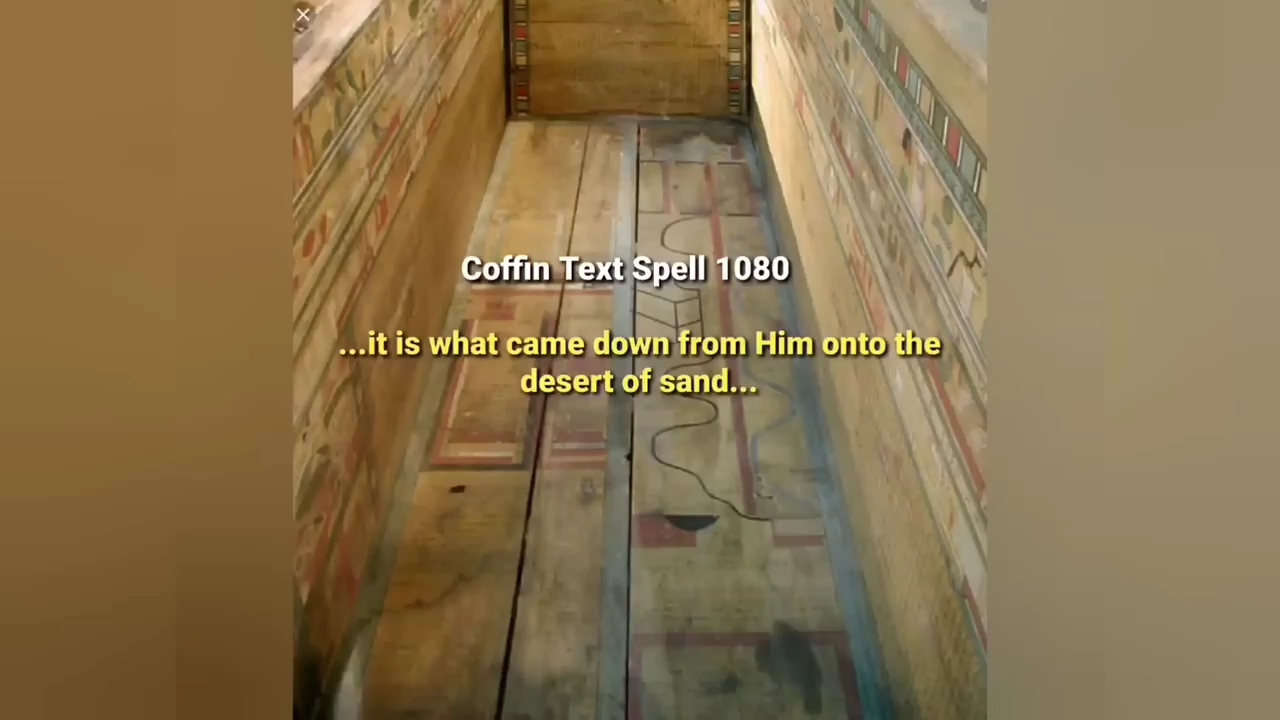 Coffin Text Spell 1080
...it is what came down from Him onto the
desert of sand...